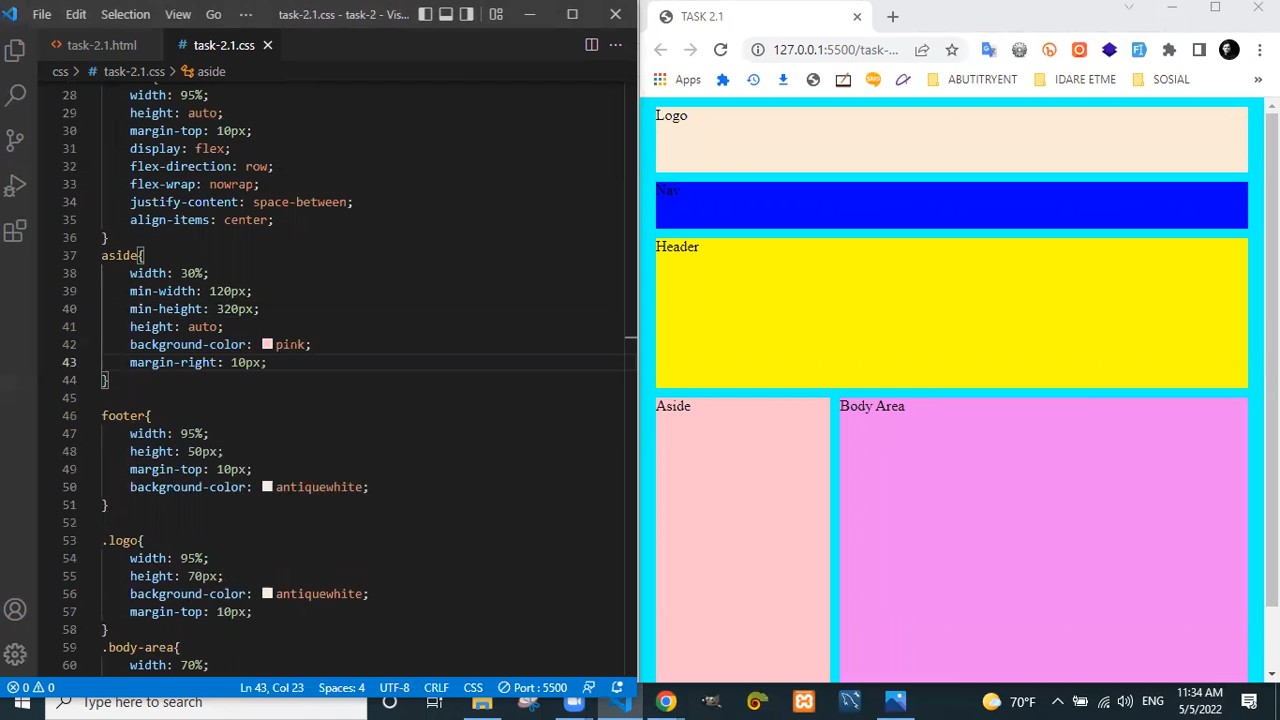 File Edit Selection View Go ··· task-2.1.css - task-2 - Vis...
task-2.1.html
task-2.1.css
css > task-2.1.css > aside
28 width: 95%;
29 height: auto;
30 margin-top: 10px;
31 display: flex;
32 flex-direction: row;
33 flex-wrap: nowrap;
34 justify-content: space-between;
35 align-items: center;
36 }
37 aside{
38 width: 30%;
39 min-width: 120px;
40 min-height: 320px;
41 height: auto;
42 background-color: pink;
43 margin-right: 10px;
44 }
45
46 footer{
47 width: 95%;
48 height: 50px;
49 margin-top: 10px;
50 background-color: antiquewhite;
51 }
52
53 .logo{
54 width: 95%;
55 height: 70px;
56 background-color: antiquewhite;
57 margin-top: 10px;
58 }
59 .body-area{
60 width: 70%;
0 0 Ln 43, Col 23 Spaces: 4 UTF-8 CRLF CSS Port : 5500
TASK 2.1
127.0.0.1:5500/task-...
Apps ABUTITRYENT IDARE ETME SOSIAL »
Logo
Nav
Header
Aside
Body Area
Type here to search
70°F ENG
11:34 AM
5/5/2022